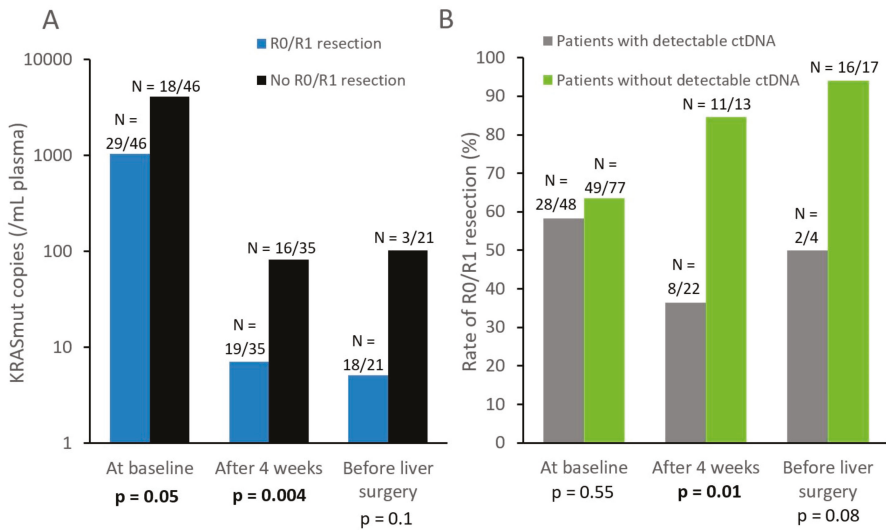 A
KRASmut copies (/mL plasma)
R0/R1 resection
No R0/R1 resection
10000
1000
100
10
1
N =
29/46
N = 18/46
N =
19/35
N = 16/35
N =
18/21
N = 3/21
At baseline
p = 0.05
After 4 weeks
p = 0.004
Before liver
surgery
p = 0.1
B
Rate of R0/R1 resection (%)
Patients with detectable ctDNA
Patients without detectable ctDNA
100
90
80
70
60
50
40
30
20
10
0
N =
28/48
N =
49/77
N =
8/22
N = 11/13
N =
2/4
N = 16/17
At baseline
p = 0.55
After 4 weeks
p = 0.01
Before liver
surgery
p = 0.08